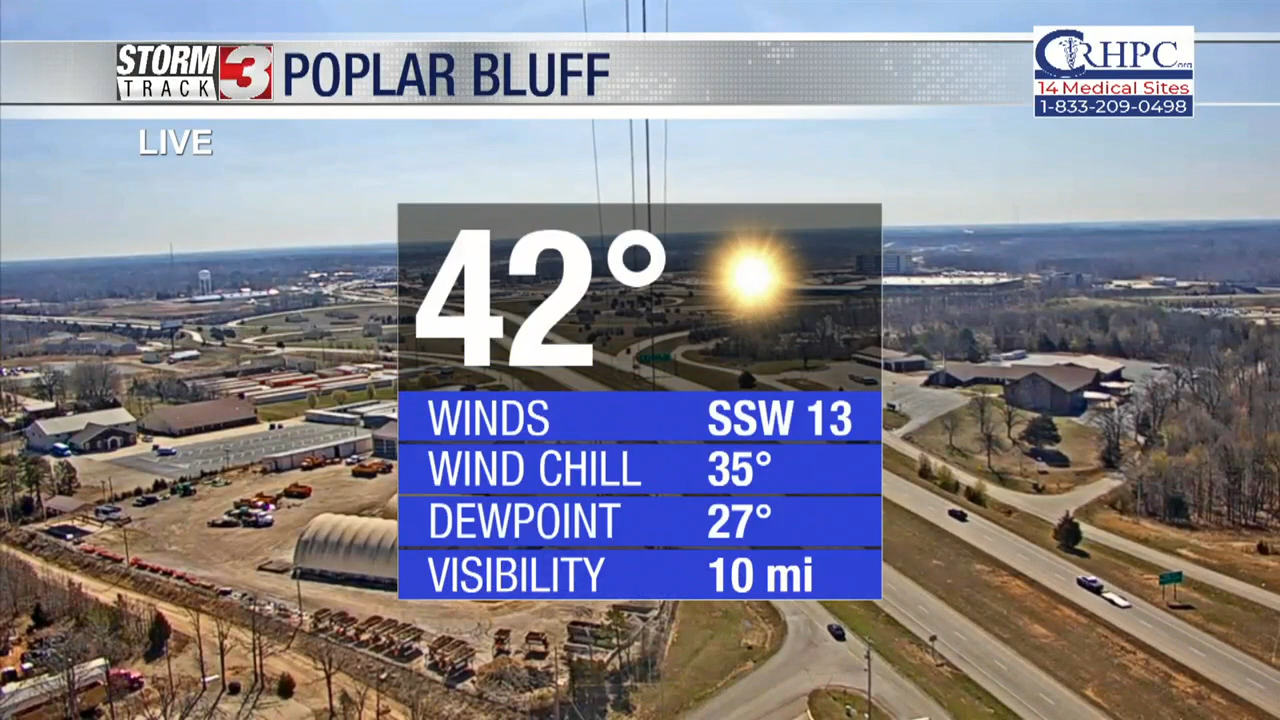 STORM
TRACK 3
POPLAR BLUFF
CRHPC.org
14 Medical Sites
1-833-209-0498
LIVE
42°
WINDS SSW 13
WIND CHILL 35°
DEWPOINT 27°
VISIBILITY 10 mi